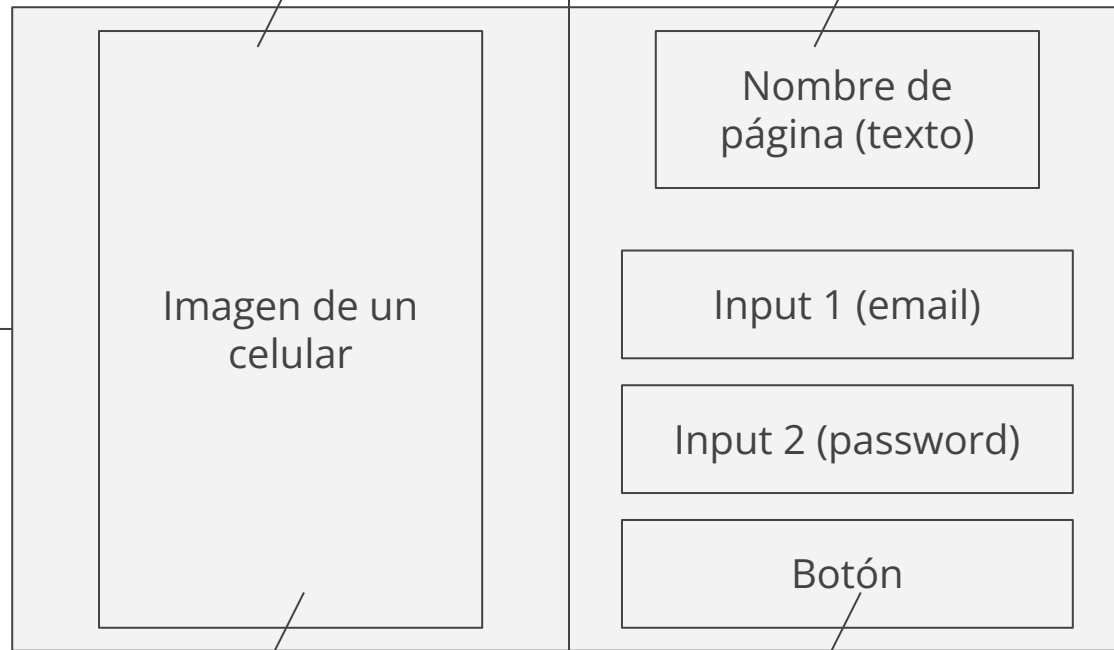 Imagen de un
celular
Nombre de
página (texto)
Input 1 (email)
Input 2 (password)
Botón